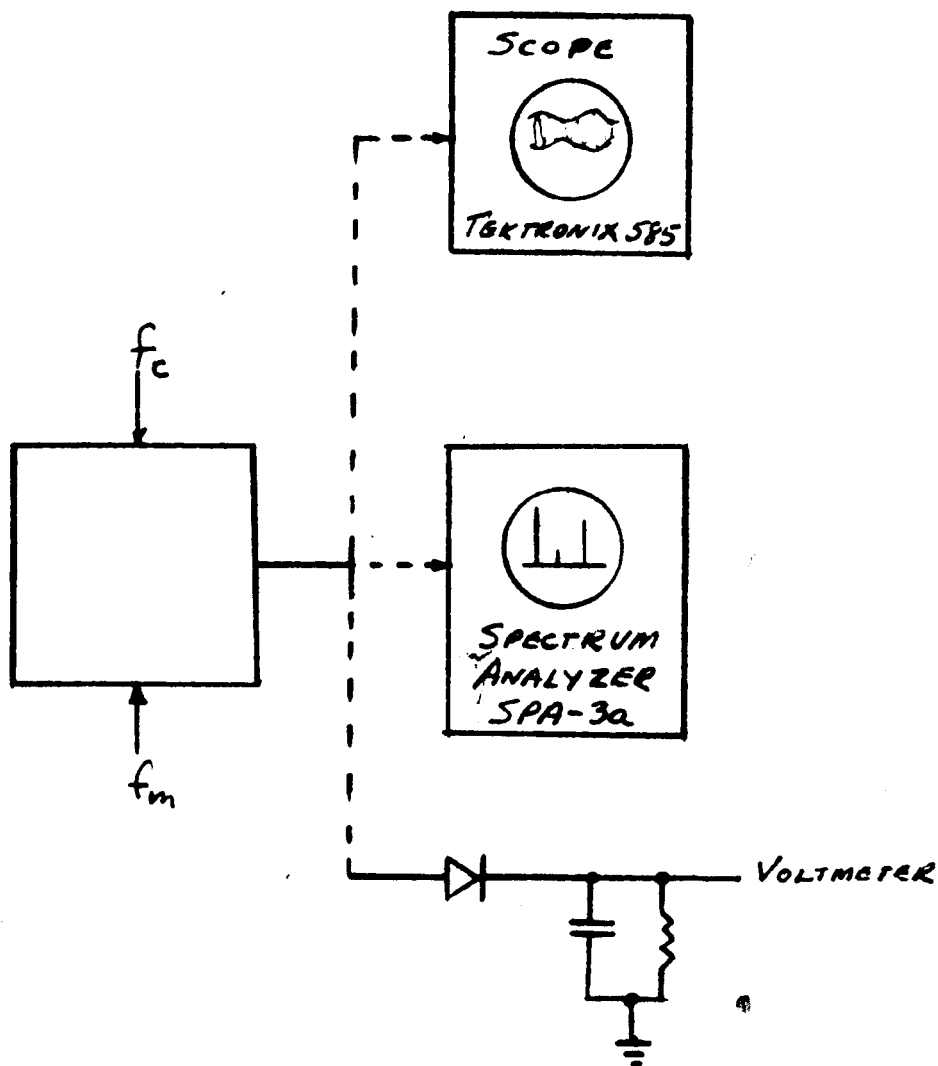 SCOPE
TEKTRONIX 585
fc
SPECTRUM
ANALYZER
SPA-3a
fm
VOLTMETER